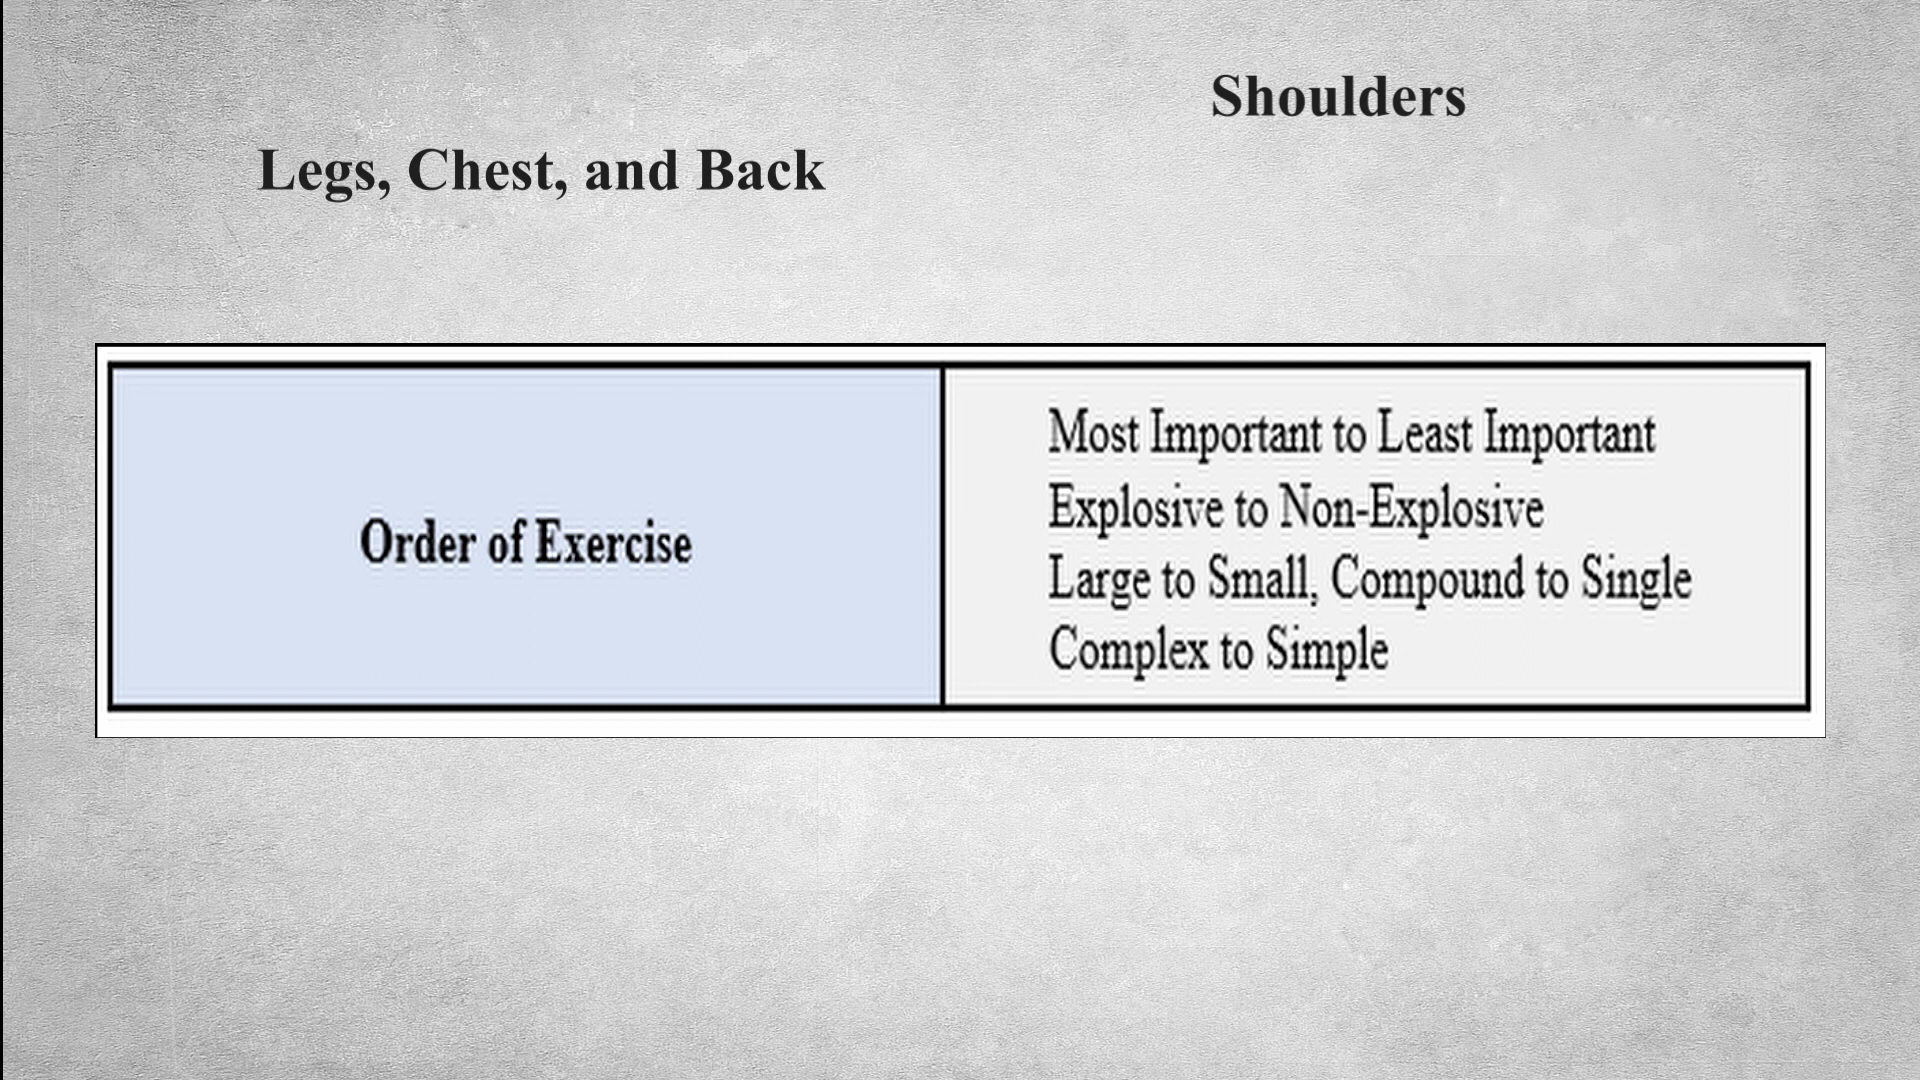 Shoulders
Legs, Chest, and Back
Order of Exercise
Most Important to Least Important
Explosive to Non-Explosive
Large to Small, Compound to Single
Complex to Simple